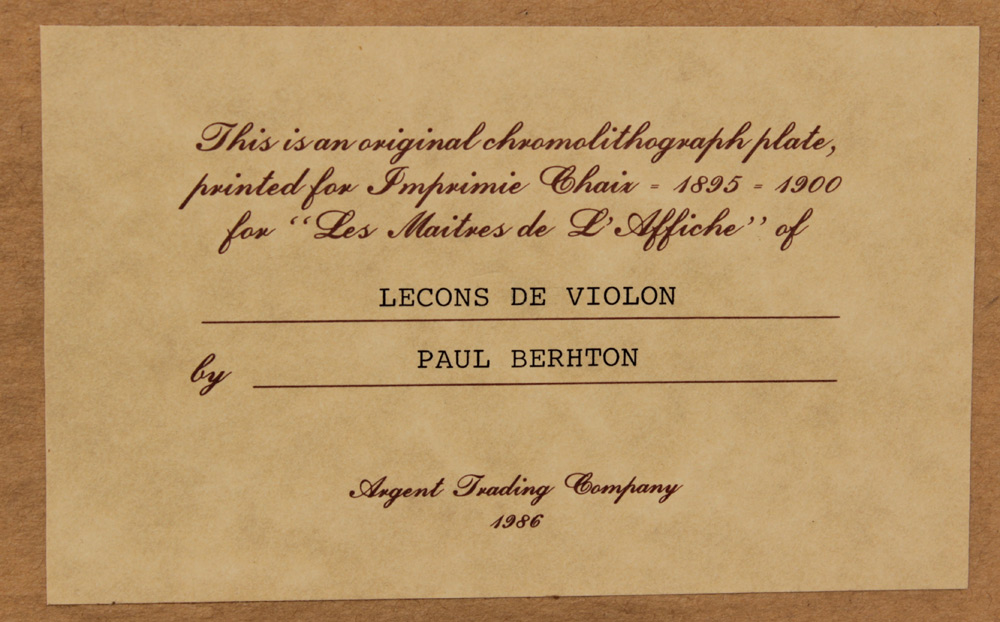 This is an original chromolithograph plate,
printed for Imprimie Chaix - 1895 - 1900
for “Les Maitres de L'Affiche” of
LECONS DE VIOLON
by PAUL BERHTON
Argent Trading Company
1986